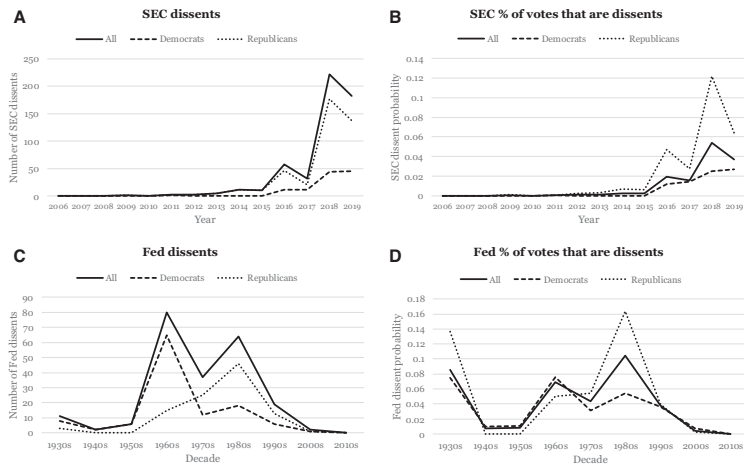 A
SEC dissents
All Democrats Republicans
Number of SEC dissents
250
200
150
100
50
0
2006 2007 2008 2009 2010 2011 2012 2013 2014 2015 2016 2017 2018 2019
Year
B
SEC % of votes that are dissents
All Democrats Republicans
SEC dissent probability
0.14
0.12
0.1
0.08
0.06
0.04
0.02
0
2006 2007 2008 2009 2010 2011 2012 2013 2014 2015 2016 2017 2018 2019
Year
C
Fed dissents
All Democrats Republicans
Number of Fed dissents
90
80
70
60
50
40
30
20
10
0
1930s 1940s 1950s 1960s 1970s 1980s 1990s 2000s 2010s
Decade
D
Fed % of votes that are dissents
All Democrats Republicans
Fed dissent probability
0.18
0.16
0.14
0.12
0.1
0.08
0.06
0.04
0.02
0
1930s 1940s 1950s 1960s 1970s 1980s 1990s 2000s 2010s
Decade